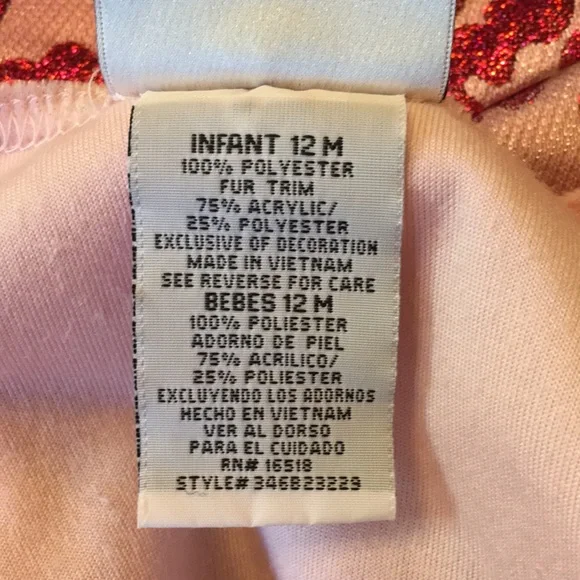 INFANT 12 M
100% POLYESTER
FUR TRIM
75% ACRYLIC/
25% POLYESTER
EXCLUSIVE OF DECORATION
MADE IN VIETNAM
SEE REVERSE FOR CARE
BEBES 12 M
100% POLIESTER
ADORNO DE PIEL
75% ACRILICO/
25% POLIESTER
EXCLUYENDO LOS ADORNOS
HECHO EN VIETNAM
VER AL DORSO
PARA EL CUIDADO
RN# 16518
STYLE# 346B23229